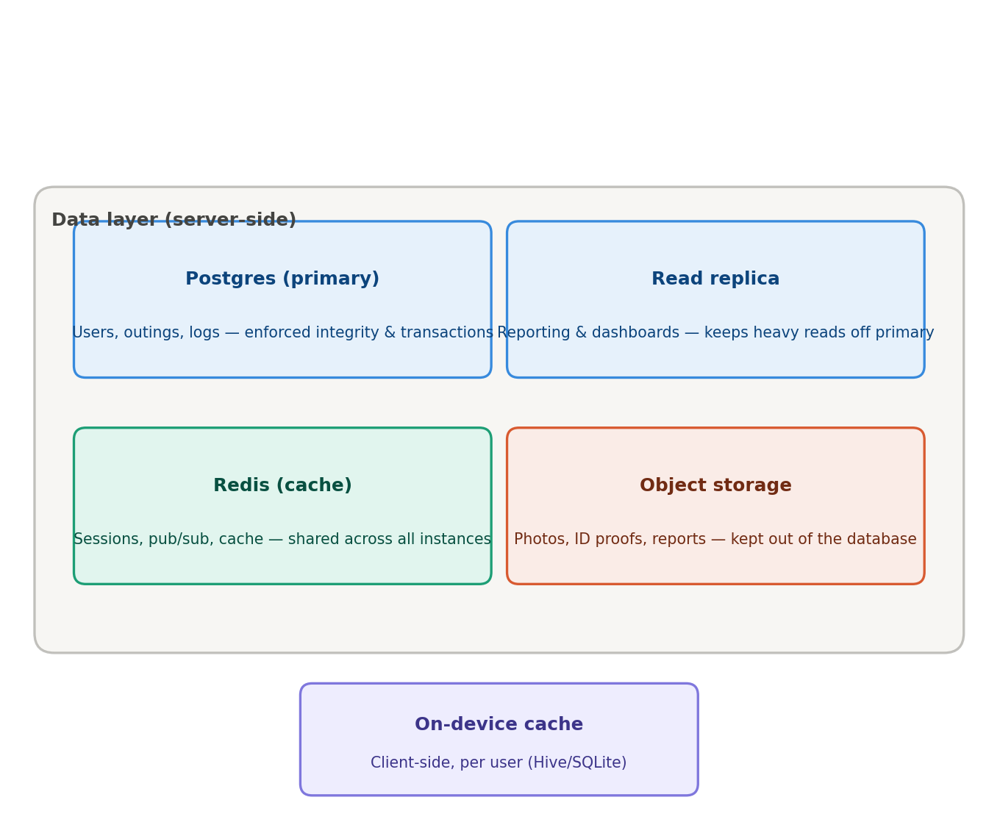 Data layer (server-side)
Postgres (primary)
Users, outings, logs — enforced integrity & transactions
Read replica
Reporting & dashboards — keeps heavy reads off primary
Redis (cache)
Sessions, pub/sub, cache — shared across all instances
Object storage
Photos, ID proofs, reports — kept out of the database
On-device cache
Client-side, per user (Hive/SQLite)